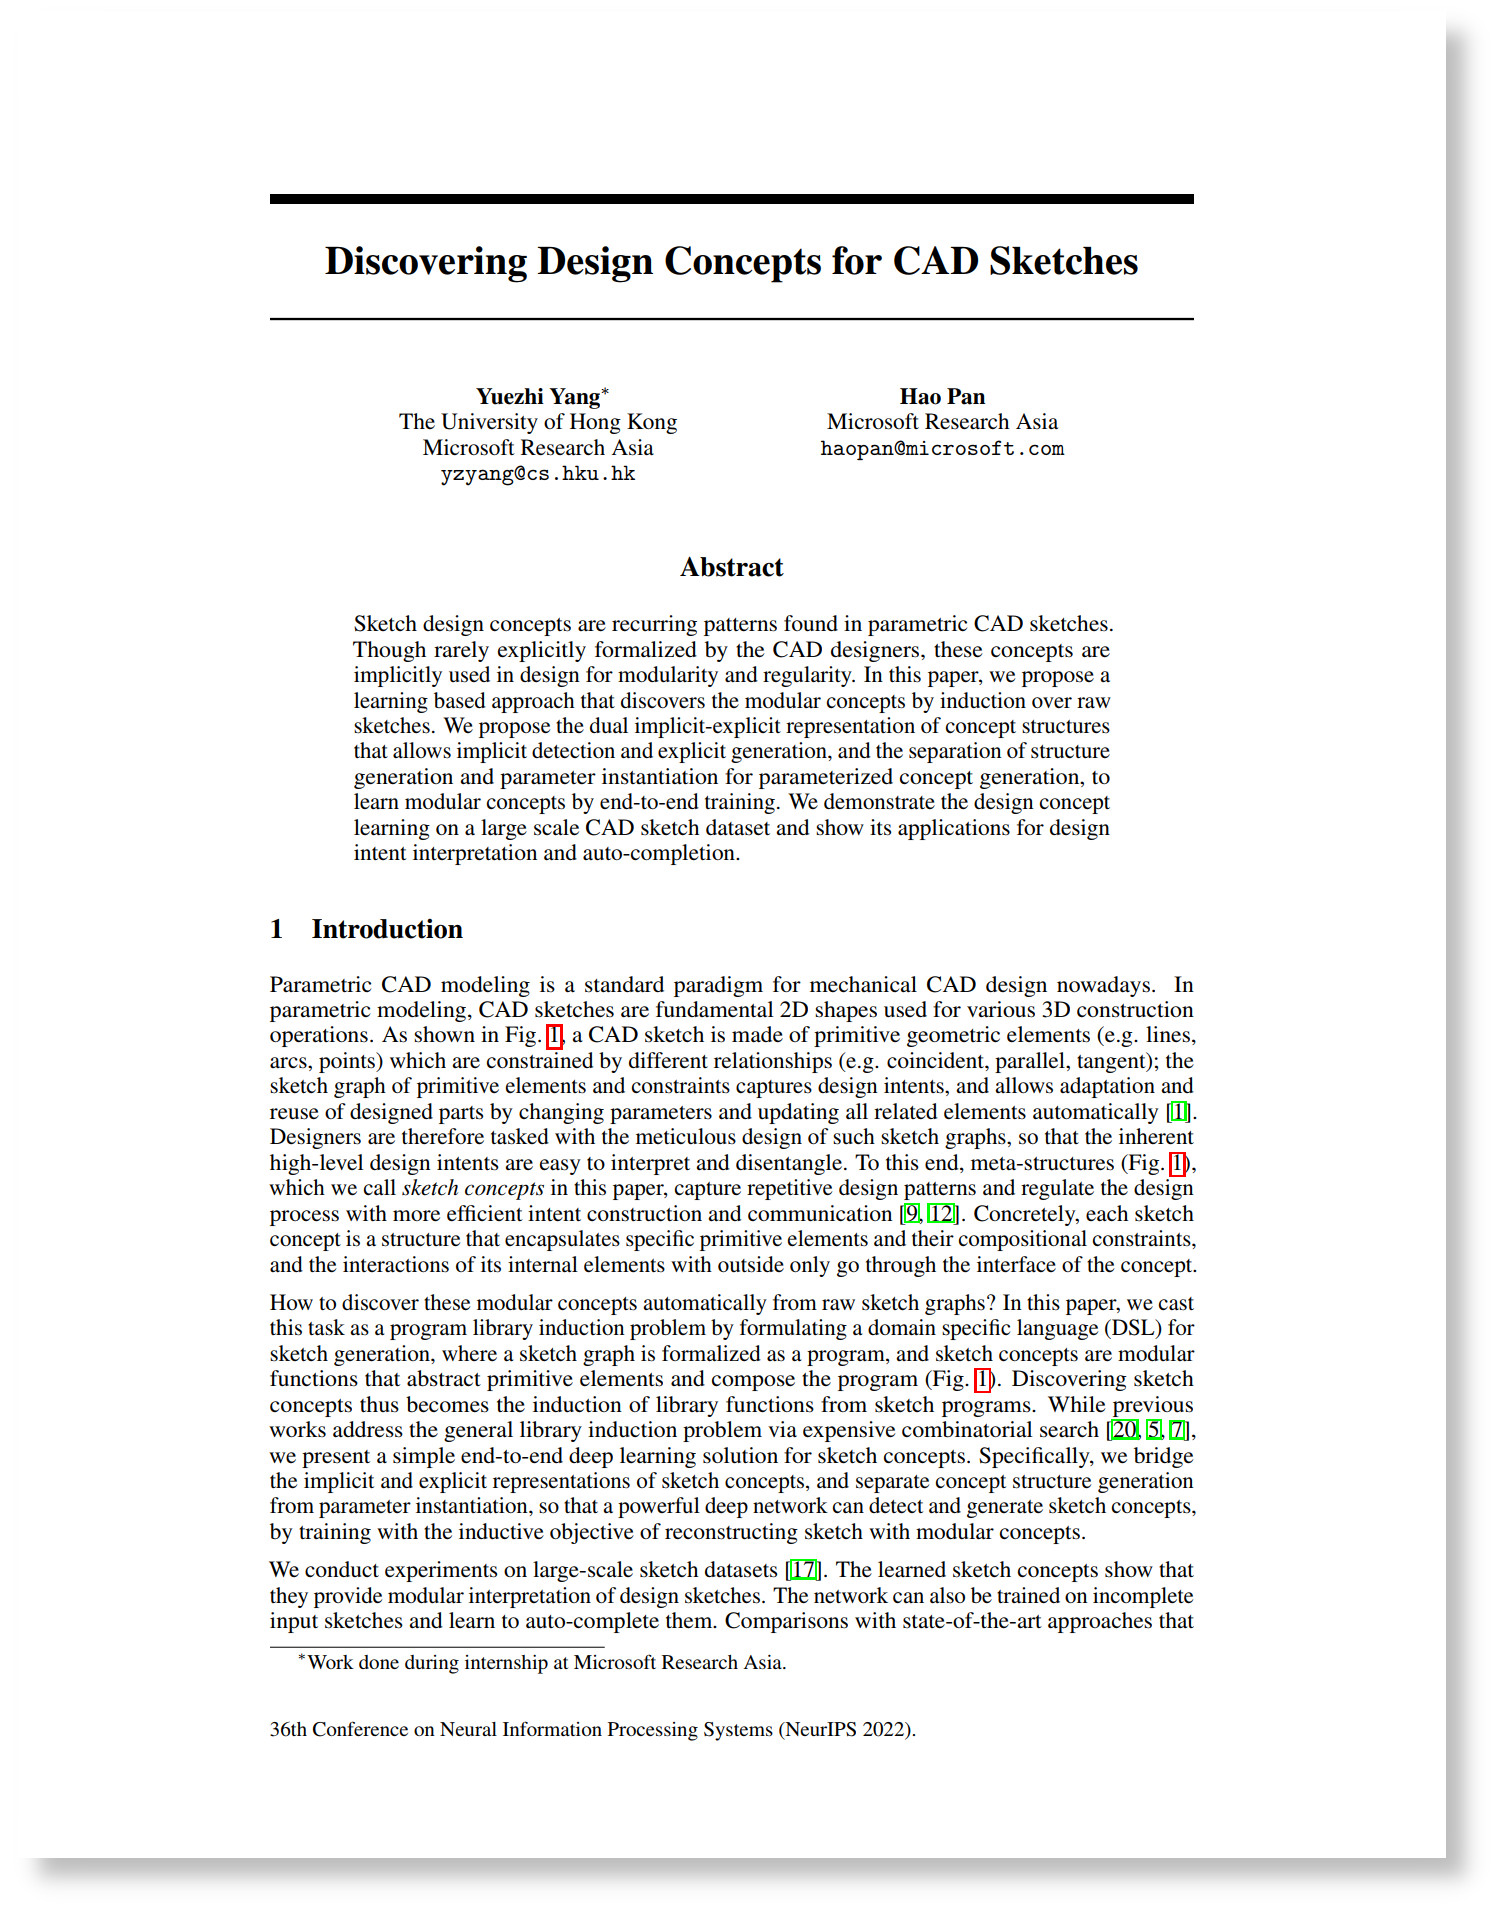 Discovering Design Concepts for CAD Sketches
Yuezhi Yang*
The University of Hong Kong
Microsoft Research Asia
yzyang@cs.hku.hk
Hao Pan
Microsoft Research Asia
haopan@microsoft.com
Abstract
Sketch design concepts are recurring patterns found in parametric CAD sketches.
Though rarely explicitly formalized by the CAD designers, these concepts are
implicitly used in design for modularity and regularity. In this paper, we propose a
learning based approach that discovers the modular concepts by induction over raw
sketches. We propose the dual implicit-explicit representation of concept structures
that allows implicit detection and explicit generation, and the separation of structure
generation and parameter instantiation for parameterized concept generation, to
learn modular concepts by end-to-end training. We demonstrate the design concept
learning on a large scale CAD sketch dataset and show its applications for design
intent interpretation and auto-completion.
1 Introduction
Parametric CAD modeling is a standard paradigm for mechanical CAD design nowadays. In
parametric modeling, CAD sketches are fundamental 2D shapes used for various 3D construction
operations. As shown in Fig. 1, a CAD sketch is made of primitive geometric elements (e.g. lines,
arcs, points) which are constrained by different relationships (e.g. coincident, parallel, tangent); the
sketch graph of primitive elements and constraints captures design intents, and allows adaptation and
reuse of designed parts by changing parameters and updating all related elements automatically [1].
Designers are therefore tasked with the meticulous design of such sketch graphs, so that the inherent
high-level design intents are easy to interpret and disentangle. To this end, meta-structures (Fig. 1),
which we call sketch concepts in this paper, capture repetitive design patterns and regulate the design
process with more efficient intent construction and communication [9, 12]. Concretely, each sketch
concept is a structure that encapsulates specific primitive elements and their compositional constraints,
and the interactions of its internal elements with outside only go through the interface of the concept.
How to discover these modular concepts automatically from raw sketch graphs? In this paper, we cast
this task as a program library induction problem by formulating a domain specific language (DSL) for
sketch generation, where a sketch graph is formalized as a program, and sketch concepts are modular
functions that abstract primitive elements and compose the program (Fig. 1). Discovering sketch
concepts thus becomes the induction of library functions from sketch programs. While previous
works address the general library induction problem via expensive combinatorial search [20, 5, 7],
we present a simple end-to-end deep learning solution for sketch concepts. Specifically, we bridge
the implicit and explicit representations of sketch concepts, and separate concept structure generation
from parameter instantiation, so that a powerful deep network can detect and generate sketch concepts,
by training with the inductive objective of reconstructing sketch with modular concepts.
We conduct experiments on large-scale sketch datasets [17]. The learned sketch concepts show that
they provide modular interpretation of design sketches. The network can also be trained on incomplete
input sketches and learn to auto-complete them. Comparisons with state-of-the-art approaches that
*Work done during internship at Microsoft Research Asia.
36th Conference on Neural Information Processing Systems (NeurIPS 2022).